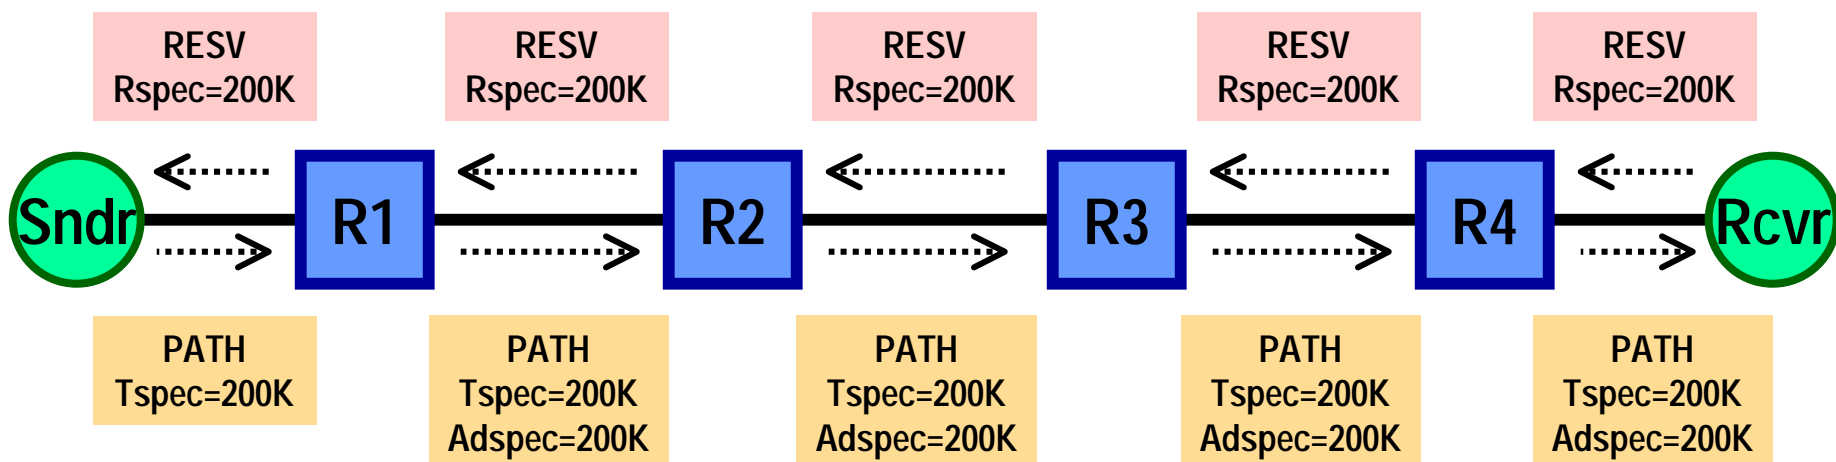 RESV
Rspec=200K
RESV
Rspec=200K
RESV
Rspec=200K
RESV
Rspec=200K
RESV
Rspec=200K
Sndr
R1
R2
R3
R4
Rcvr
PATH
Tspec=200K
PATH
Tspec=200K
Adspec=200K
PATH
Tspec=200K
Adspec=200K
PATH
Tspec=200K
Adspec=200K
PATH
Tspec=200K
Adspec=200K